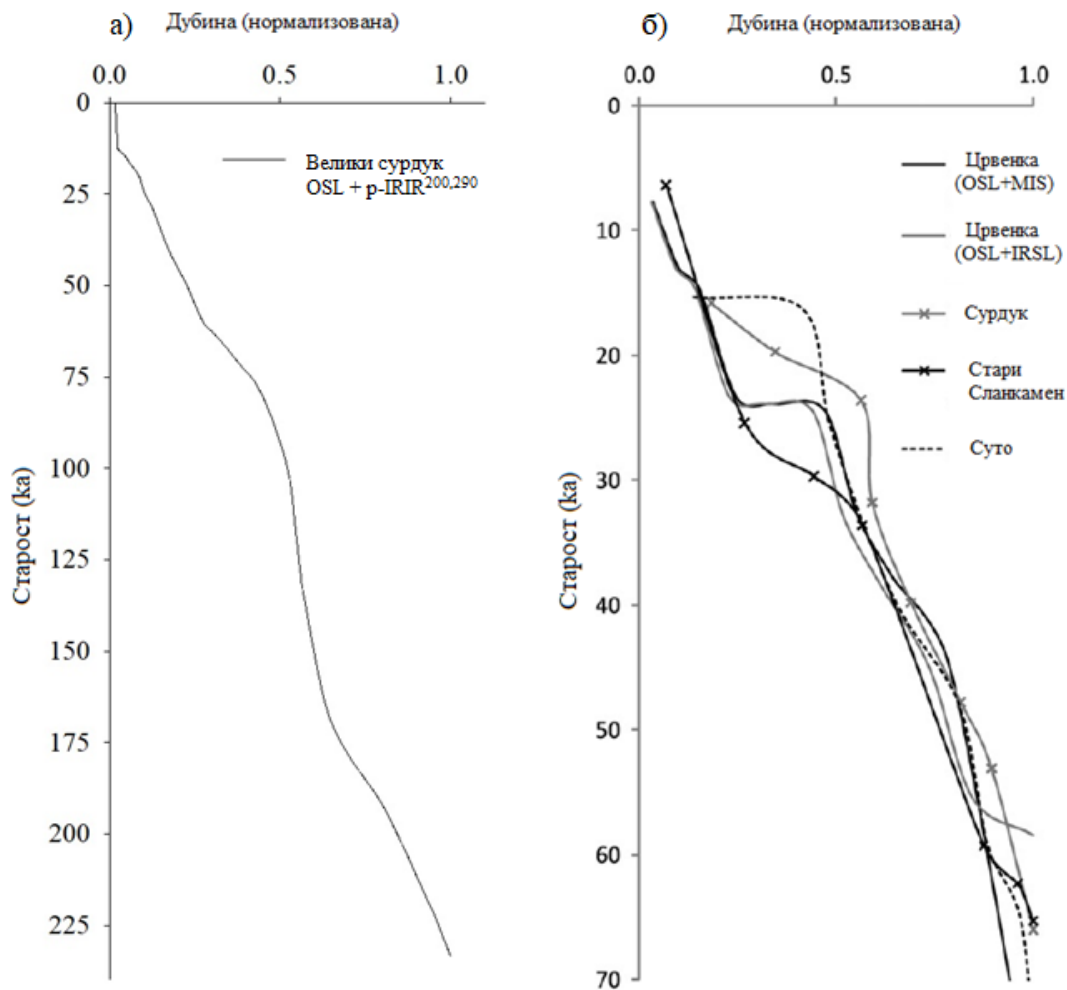 а)
Дубина (нормализована)
0.0 0.5 1.0
0
25
50
75
100
125
150
175
200
225
Старост (ka)
Велики сурдук
OSL + p-IRIR200,290
б)
Дубина (нормализована)
0.0 0.5 1.0
0
10
20
30
40
50
60
70
Старост (ka)
Црвенка
(OSL+MIS)
Црвенка
(OSL+IRSL)
Сурдук
Стари
Сланкамен
Суто